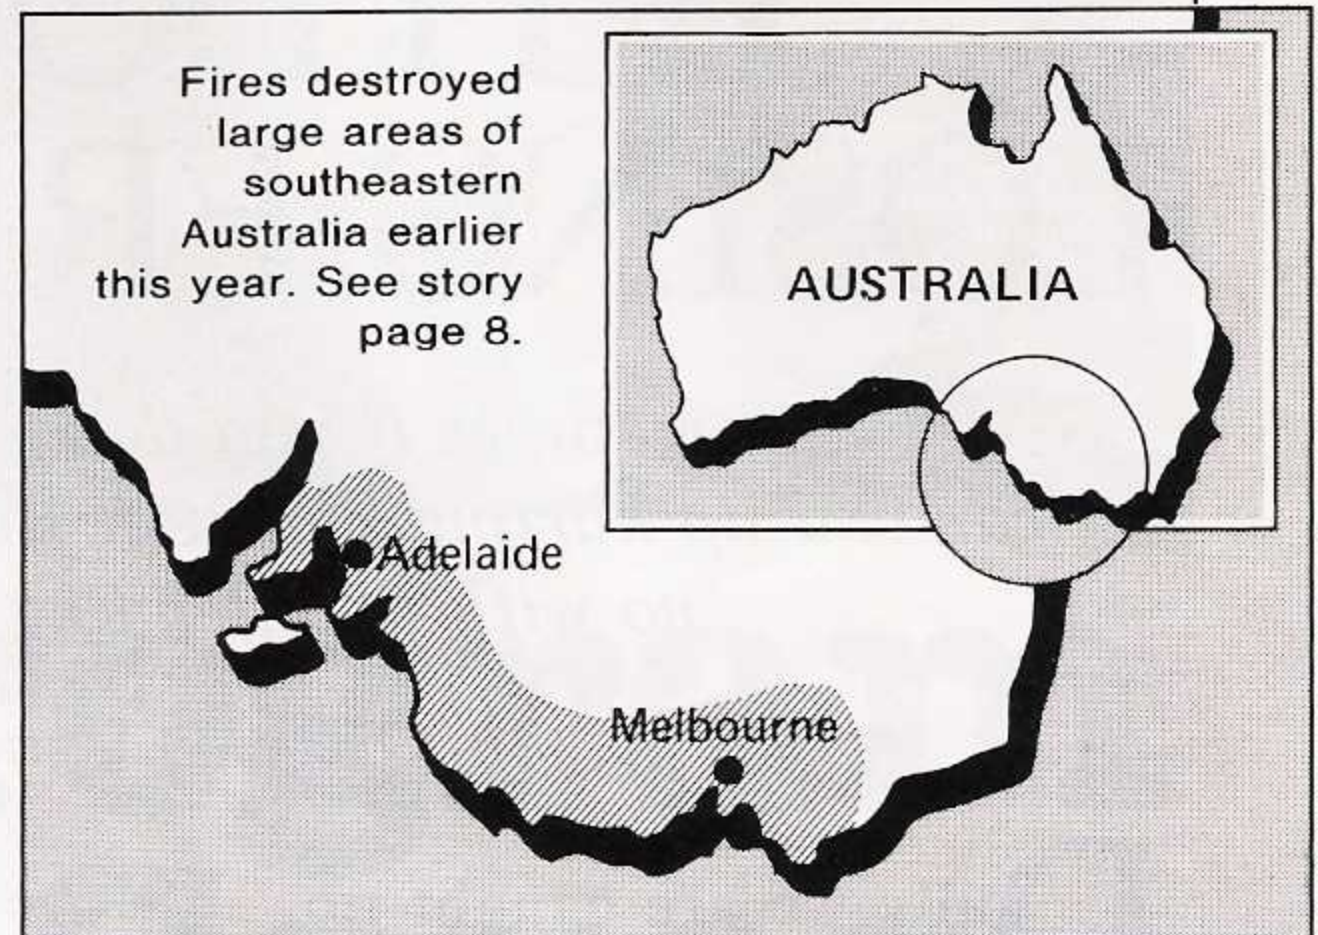 Fires destroyed
large areas of
southeastern
Australia earlier
this year. See story
page 8.
AUSTRALIA
Adelaide
Melbourne